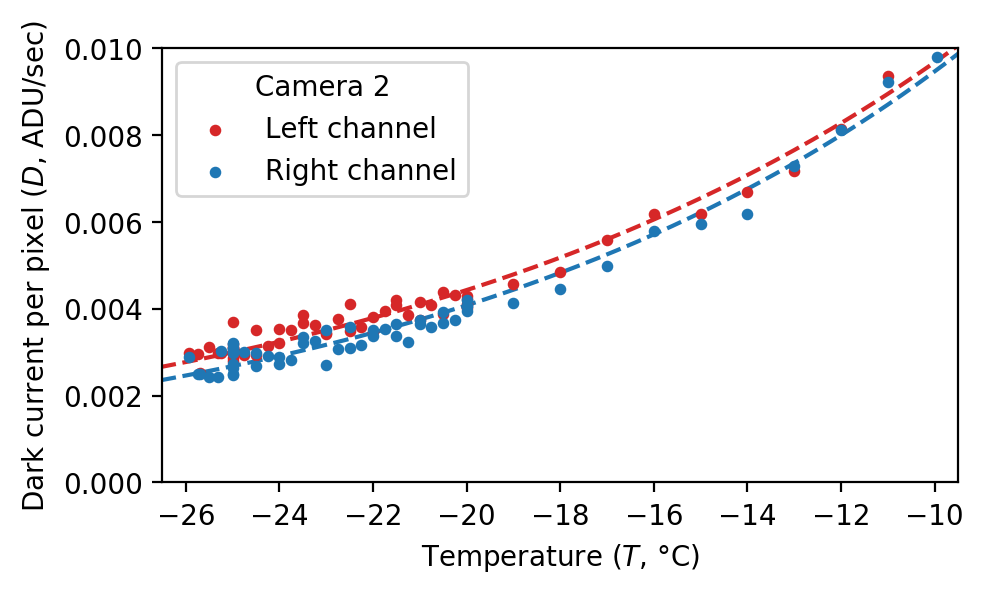 Dark current per pixel (D, ADU/sec)
0.010
0.008
0.006
0.004
0.002
0.000
Camera 2
Left channel
Right channel
−26 −24 −22 −20 −18 −16 −14 −12 −10
Temperature (T, °C)